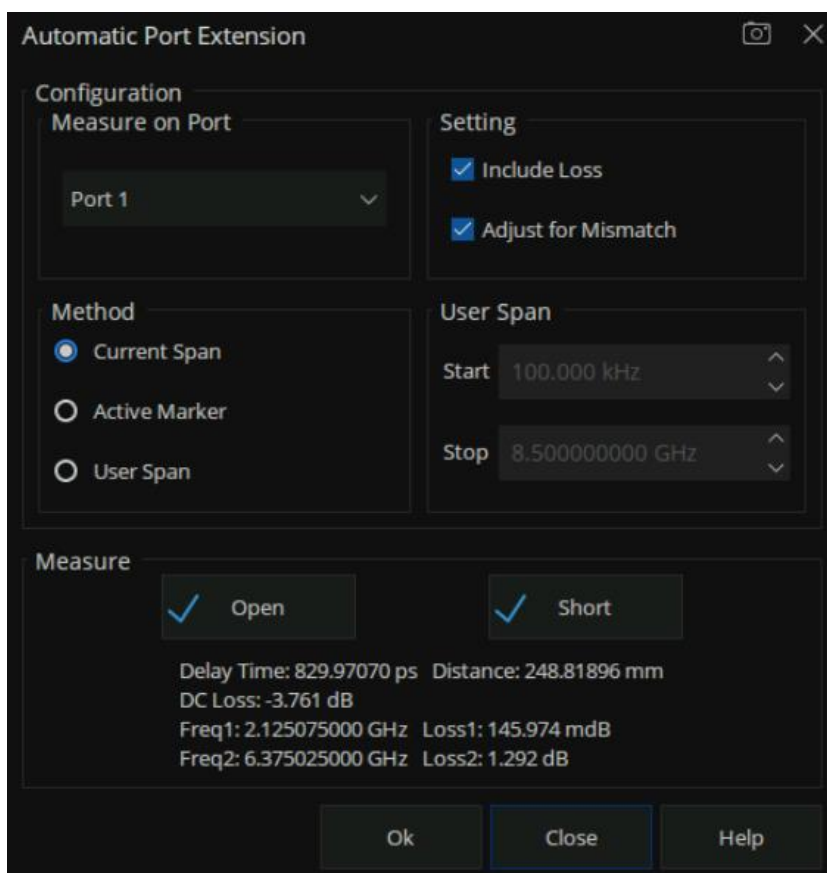 Automatic Port Extension
Configuration
Measure on Port
Port 1
Setting
Include Loss
Adjust for Mismatch
Method
Current Span
Active Marker
User Span
User Span
Start 100.000 kHz
Stop 8.500000000 GHz
Measure
Open Short
Delay Time: 829.97070 ps Distance: 248.81896 mm
DC Loss: -3.761 dB
Freq1: 2.125075000 GHz Loss1: 145.974 mdB
Freq2: 6.375025000 GHz Loss2: 1.292 dB
Ok Close Help